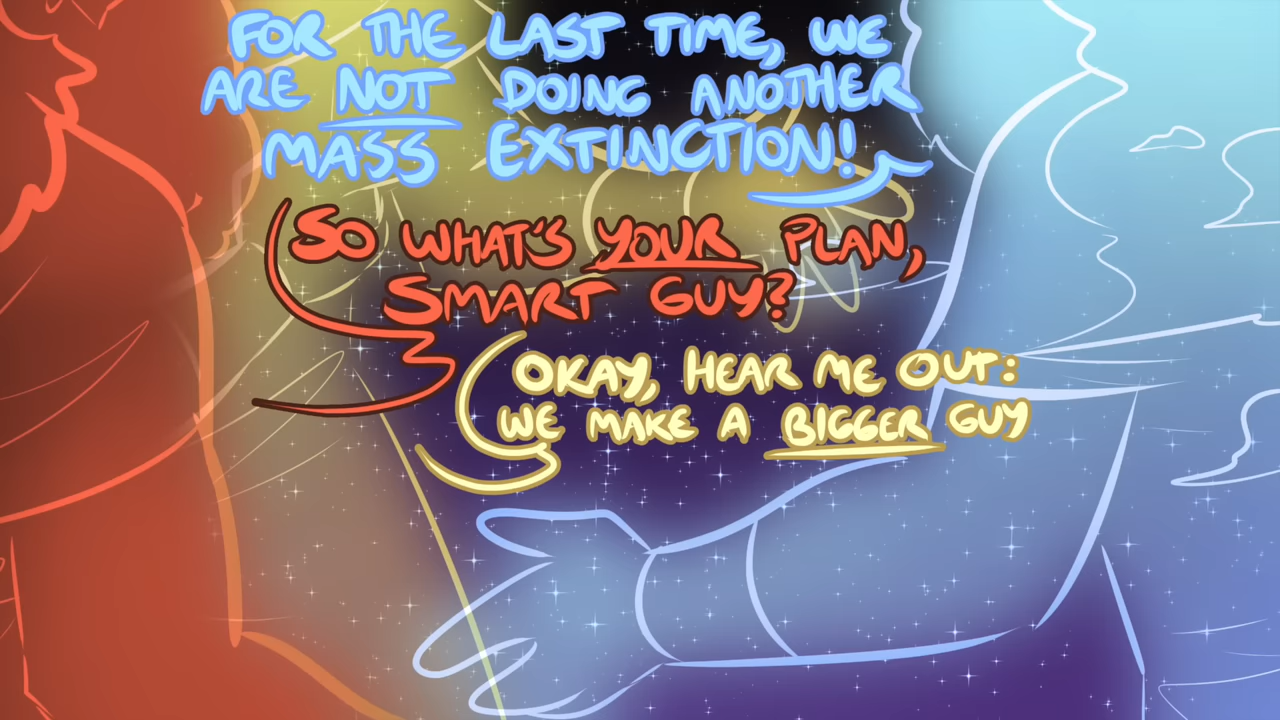 FOR THE LAST TIME, WE
ARE NOT DOING ANOTHER
MASS EXTINCTION!
SO WHAT'S YOUR PLAN,
SMART GUY?
OKAY, HEAR ME OUT:
WE MAKE A BIGGER GUY